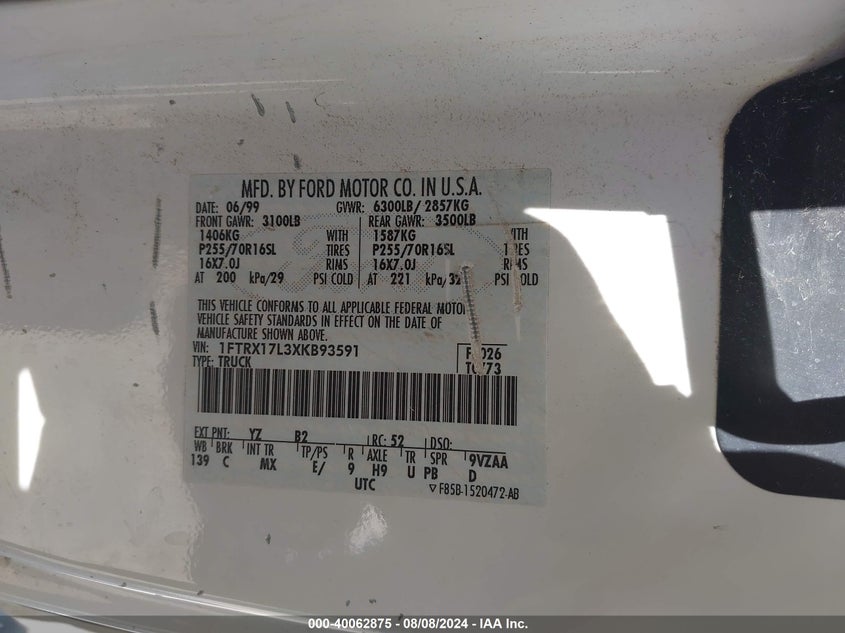 MFD. BY FORD MOTOR CO. IN U.S.A.
DATE: 06/99 GVWR: 6300LB/ 2857KG
FRONT GAWR: 3100LB REAR GAWR: 3500LB
1406KG WITH 1587KG WITH
P255/70R16SL TIRES P255/70R16SL TIRES
16X7.0J RIMS 16X7.0J RIMS
AT 200 kPa/29 PSI COLD AT 221 kPa/32 PSI COLD
THIS VEHICLE CONFORMS TO ALL APPLICABLE FEDERAL MOTOR
VEHICLE SAFETY STANDARDS IN EFFECT ON THE DATE OF
MANUFACTURE SHOWN ABOVE.
VIN: 1FTRX17L3XKB93591
TYPE: TRUCK
EXT PNT: YZ B2 RC: 52 DSO:
WB BRK INT TR TP/PS R AXLE TR SPR 9VZAA
139 C MX E/ 9 H9 U PB D
UTC
▽ F85B-1520472-AB
000-40062875 - 08/08/2024 - IAA Inc.